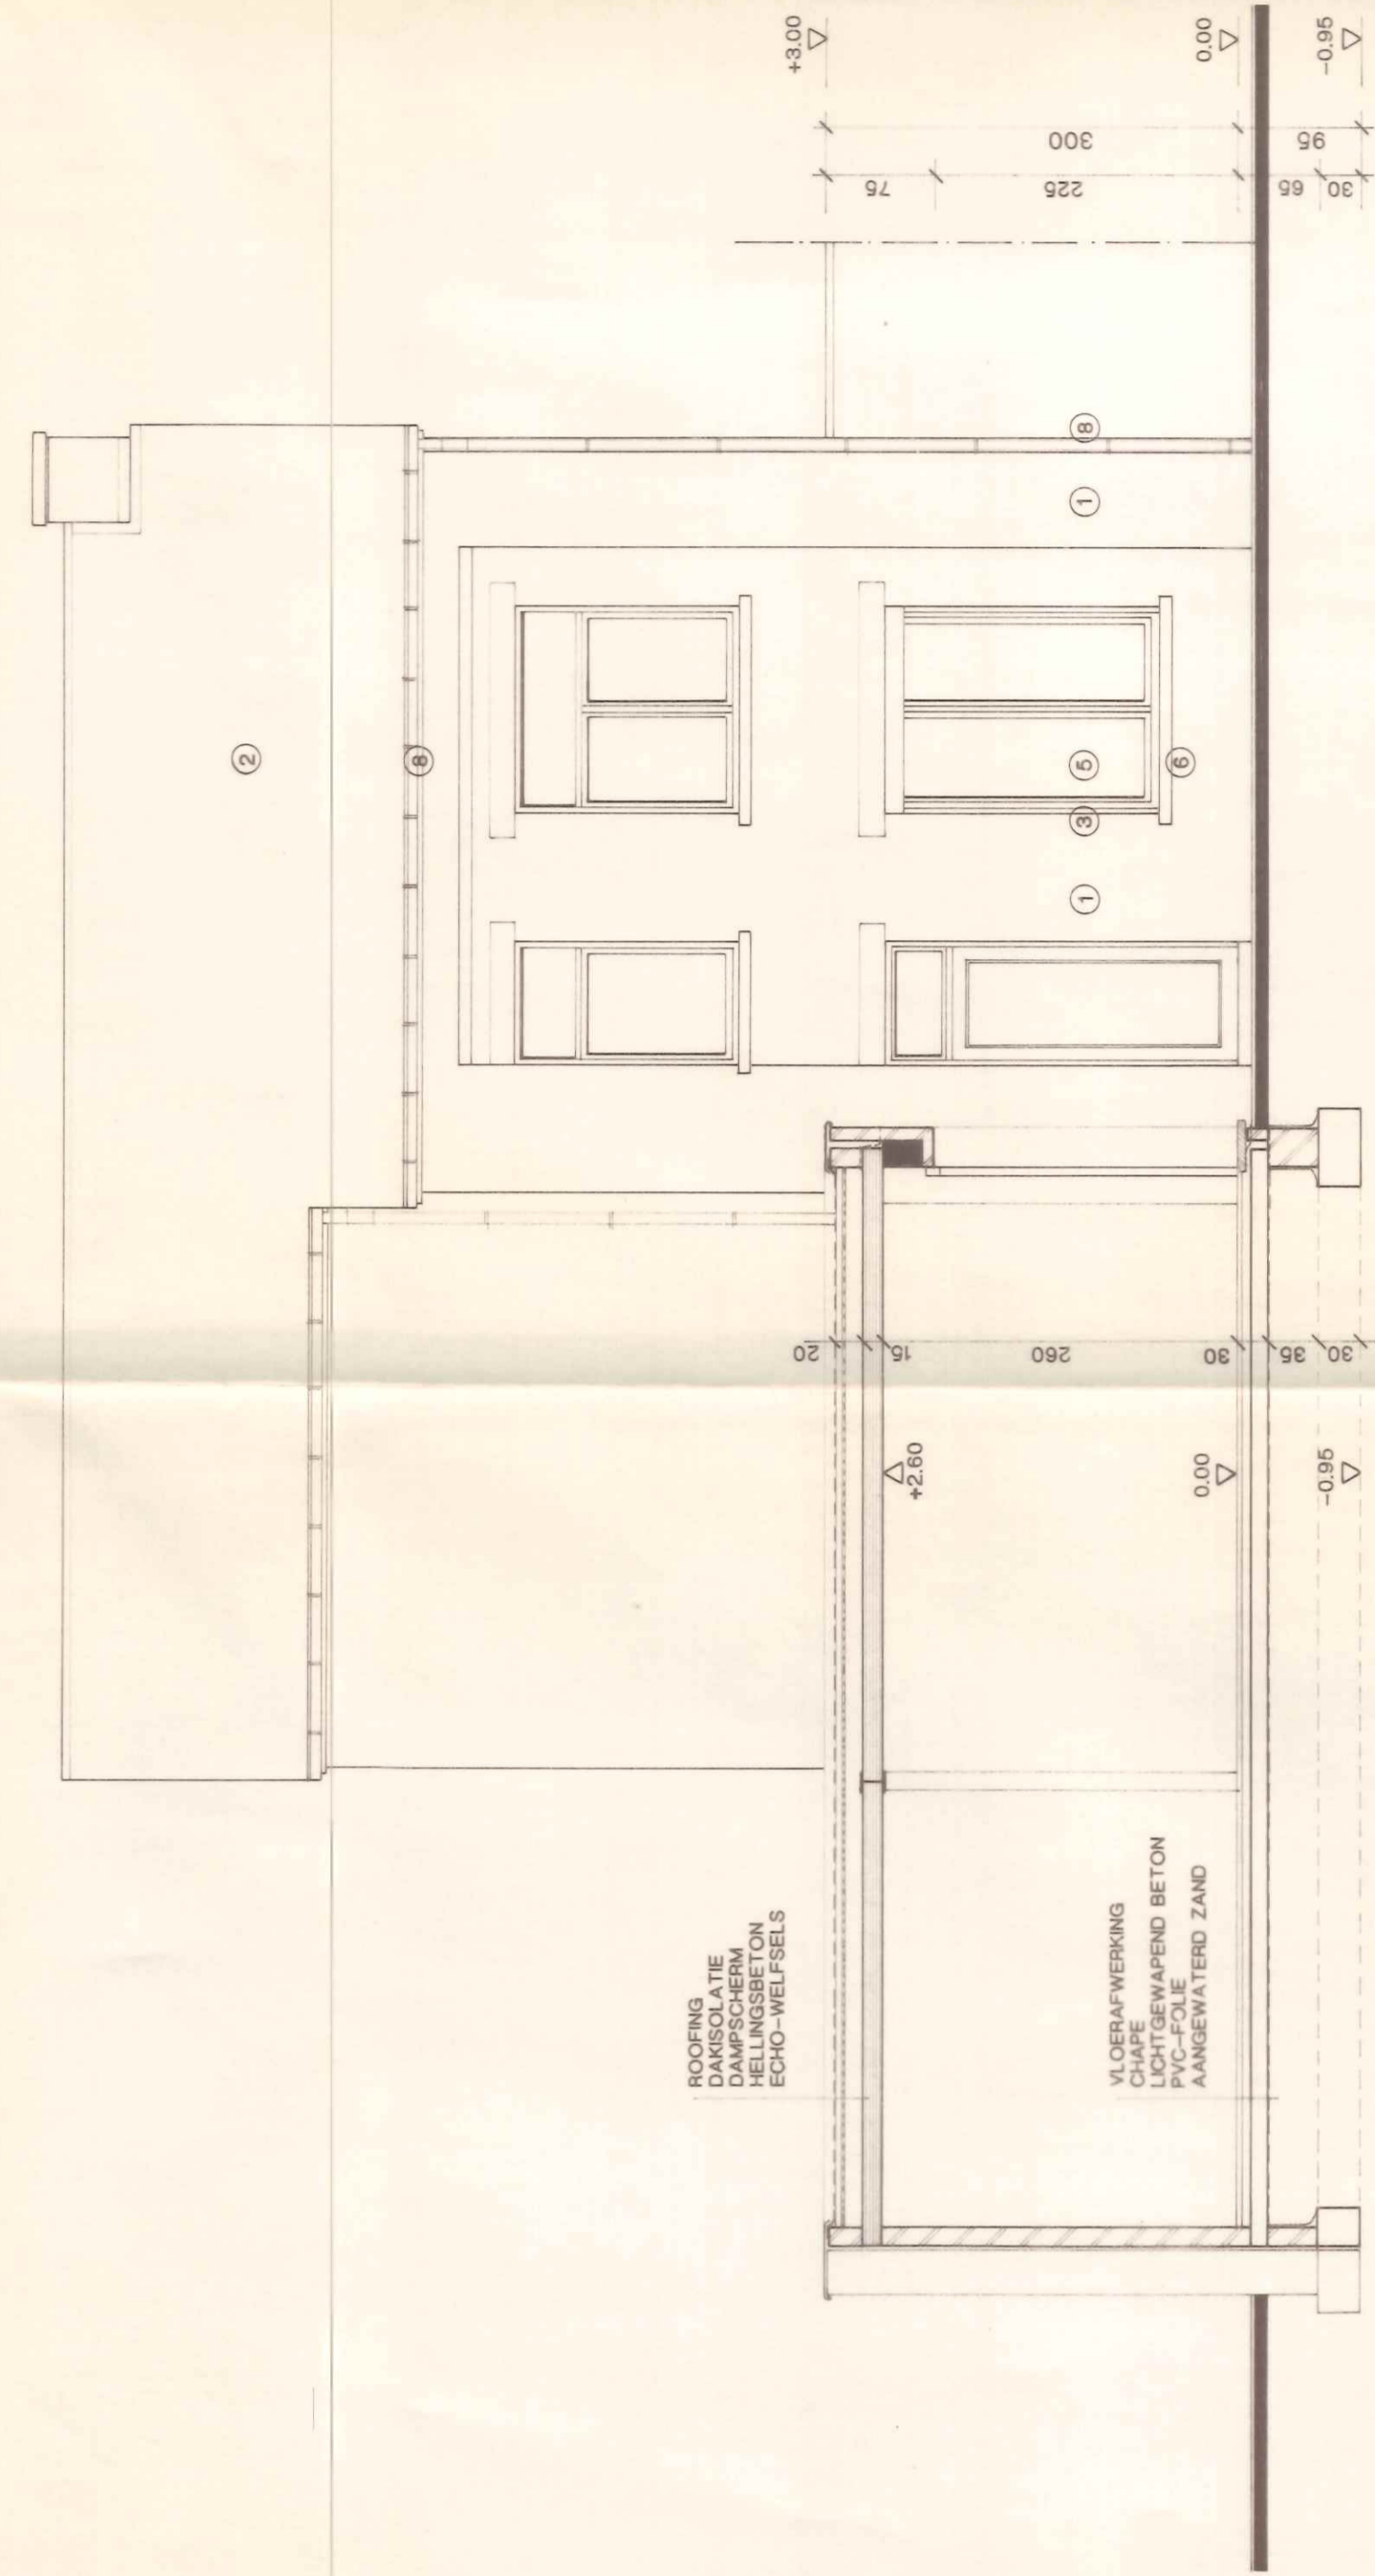 ROOFING
DAKISOLATIE
DAMPSCHERM
HELLINGSBETON
ECHO-WELFSELS
VLOERAFWERKING
CHAPE
LICHTGEWAPEND BETON
PVC-FOLIE
AANGEWATERD ZAND
20
15
260
30
35
30
+2.60
0.00
-0.95
2
8
1
3
5
6
1
8
75
225
65
30
300
95
+3.00
0.00
-0.95